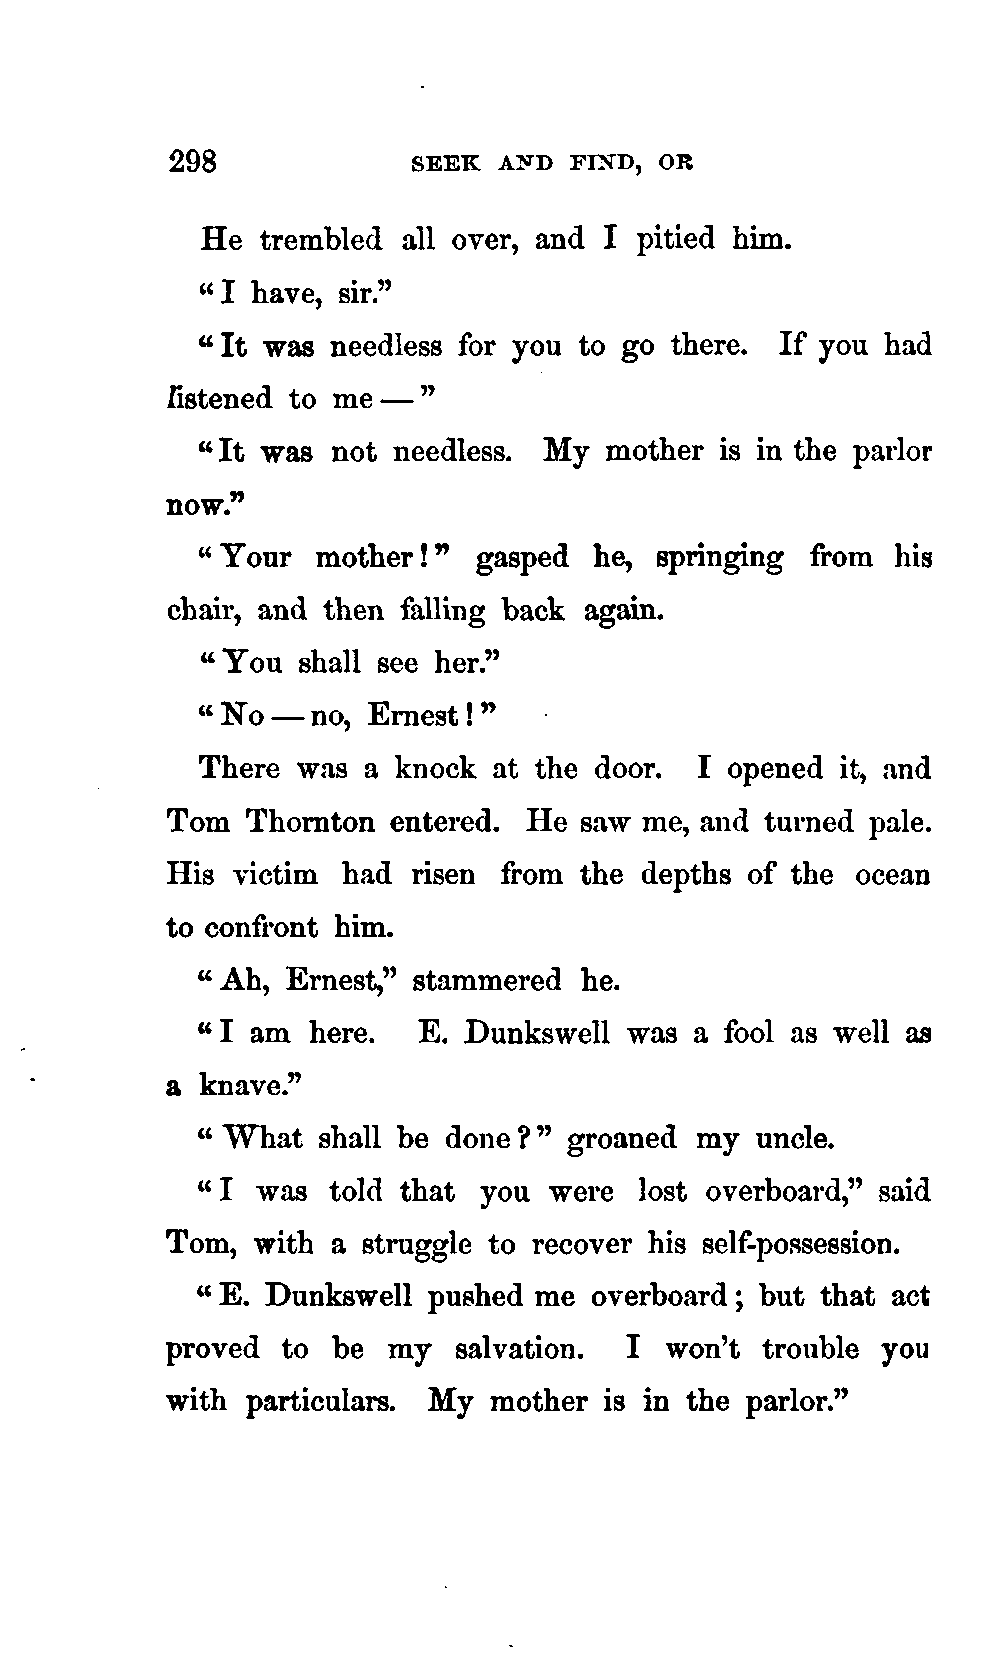 298 SEEK AND FIND, OR
He trembled all over, and I pitied him.
“I have, sir.”
“It was needless for you to go there. If you had
listened to me — ”
“It was not needless. My mother is in the parlor
now.”
“Your mother!” gasped he, springing from his
chair, and then falling back again.
“You shall see her.”
“No — no, Ernest!”
There was a knock at the door. I opened it, and
Tom Thornton entered. He saw me, and turned pale.
His victim had risen from the depths of the ocean
to confront him.
“Ah, Ernest,” stammered he.
“I am here. E. Dunkswell was a fool as well as
a knave.”
“What shall be done?” groaned my uncle.
“I was told that you were lost overboard,” said
Tom, with a struggle to recover his self-possession.
“E. Dunkswell pushed me overboard; but that act
proved to be my salvation. I won't trouble you
with particulars. My mother is in the parlor.”